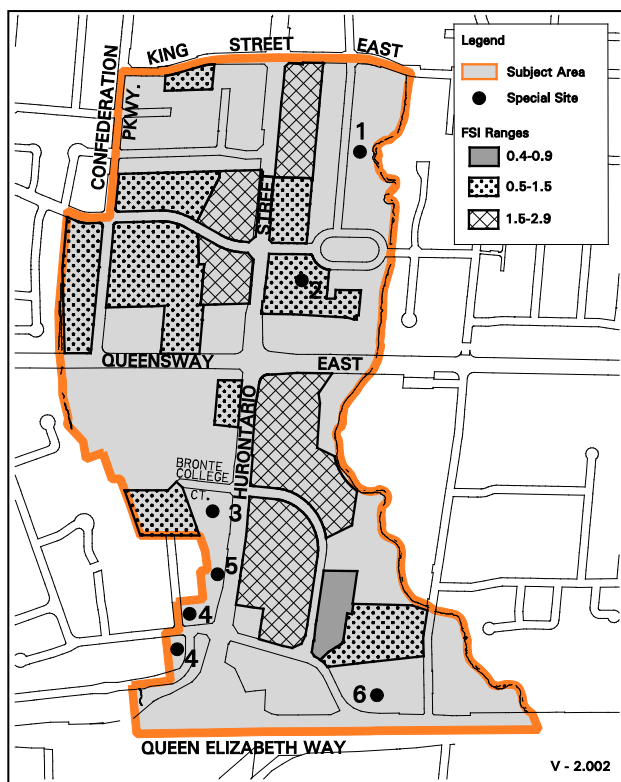 KING STREET EAST
CONFEDERATION
PKWY.
Legend
Subject Area
Special Site
FSI Ranges
0.4-0.9
0.5-1.5
1.5-2.9
1
STREET
2
QUEENSWAY EAST
HURONTARIO
BRONTE
COLLEGE
CT.
3
5
4
4
6
QUEEN ELIZABETH WAY
V - 2.002